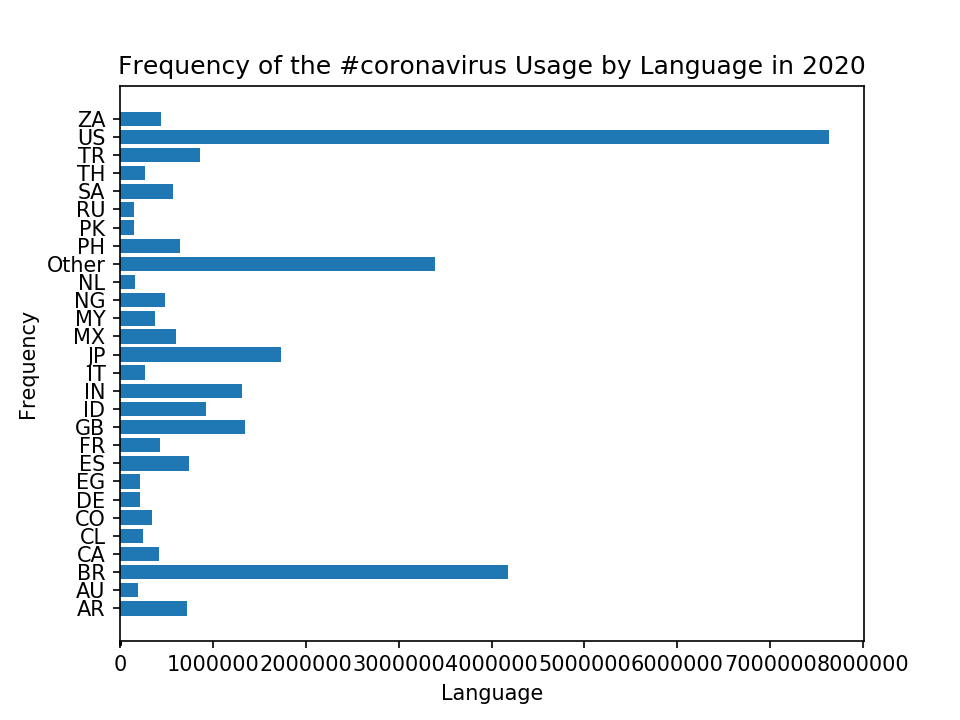 Frequency of the #coronavirus Usage by Language in 2020
ZA
US
TR
TH
SA
RU
PK
PH
Other
NL
NG
MY
MX
JP
IT
IN
ID
GB
FR
ES
EG
DE
CO
CL
CA
BR
AU
AR
Frequency
0 1000000 2000000 3000000 4000000 5000000 6000000 7000000 8000000
Language